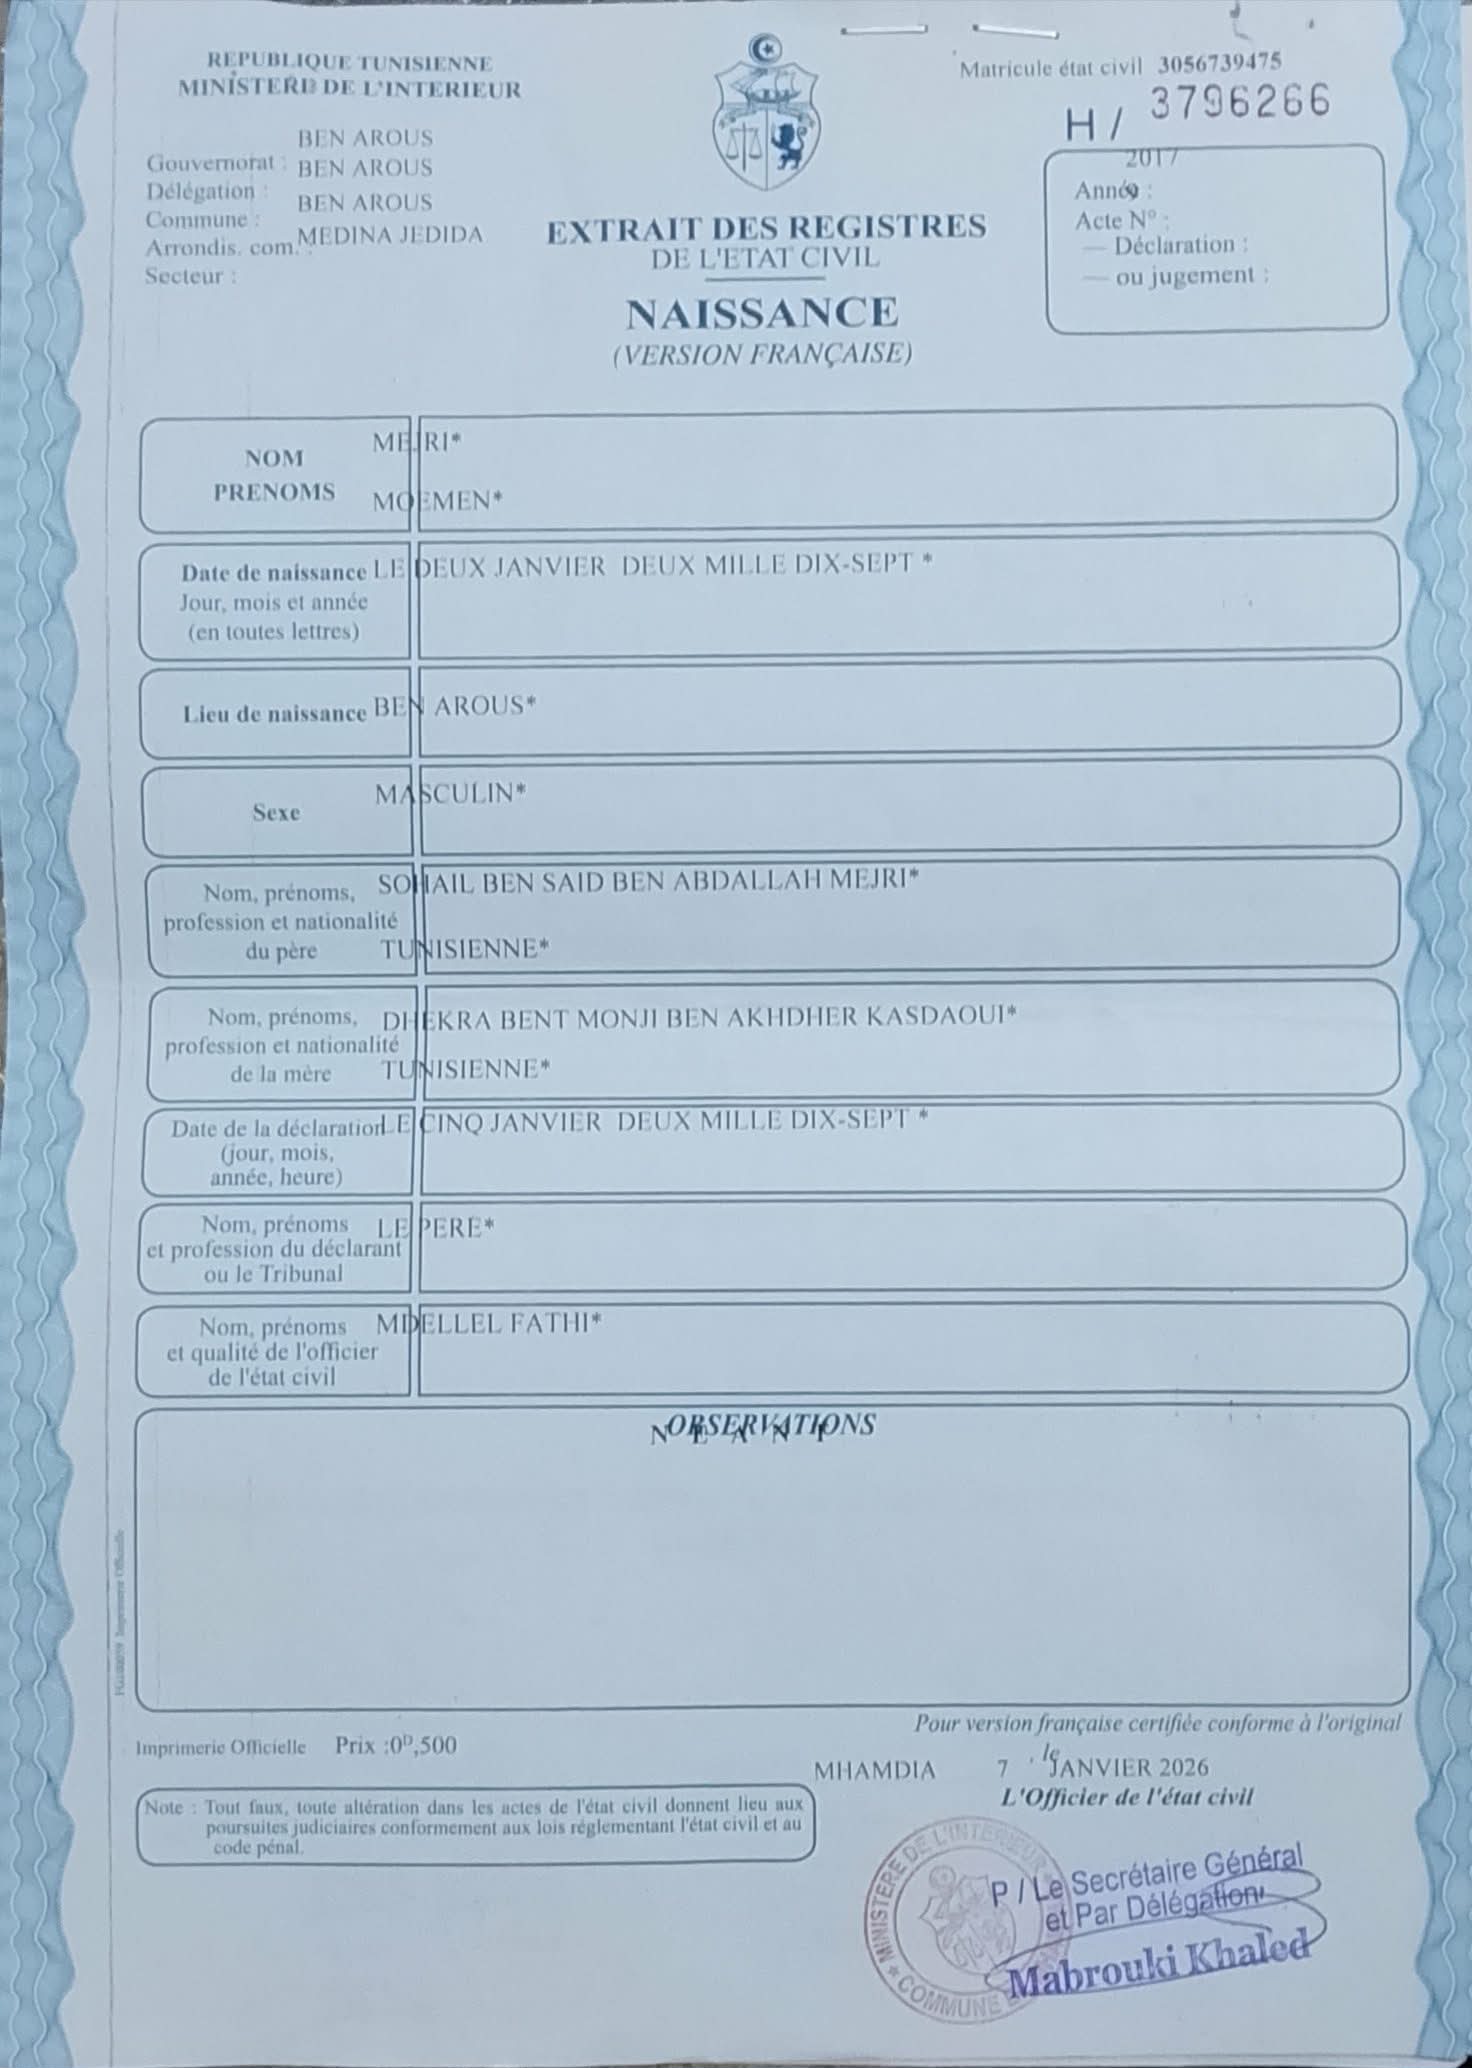 REPUBLIQUE TUNISIENNE
MINISTERE DE L'INTERIEUR
Matricule état civil 3056739475
H / 3796266
BEN AROUS
Gouvernorat : BEN AROUS
Délégation :
Commune : BEN AROUS
Arrondis. com. : MEDINA JEDIDA
Secteur :
2017
Année :
Acte N° :
— Déclaration :
— ou jugement :
EXTRAIT DES REGISTRES
DE L'ETAT CIVIL
NAISSANCE
(VERSION FRANÇAISE)
NOM MEJRI*
PRENOMS MOEMEN*
Date de naissance LE DEUX JANVIER DEUX MILLE DIX-SEPT *
Jour, mois et année
(en toutes lettres)
Lieu de naissance BEN AROUS*
Sexe MASCULIN*
Nom, prénoms, SOHAIL BEN SAID BEN ABDALLAH MEJRI*
profession et nationalité
du père TUNISIENNE*
Nom, prénoms, DHEKRA BENT MONJI BEN AKHDHER KASDAOUI*
profession et nationalité
de la mère TUNISIENNE*
Date de la déclaration LE CINQ JANVIER DEUX MILLE DIX-SEPT *
(jour, mois,
année, heure)
Nom, prénoms LE PERE*
et profession du déclarant
ou le Tribunal
Nom, prénoms MDELLEL FATHI*
et qualité de l'officier
de l'état civil
OBSERVATIONS
N E A N T
Imprimerie Officielle
Pour version française certifiée conforme à l'original
Imprimerie Officielle Prix :0ᴰ,500
MHAMDIA le 7 JANVIER 2026
L'Officier de l'état civil
Note : Tout faux, toute altération dans les actes de l'état civil donnent lieu aux
poursuites judiciaires conformement aux lois réglementant l'état civil et au
code pénal.
MINISTERE DE L'INTERIEUR
COMMUNE
P / Le Secrétaire Général
et Par Délégation
Mabrouki Khaled